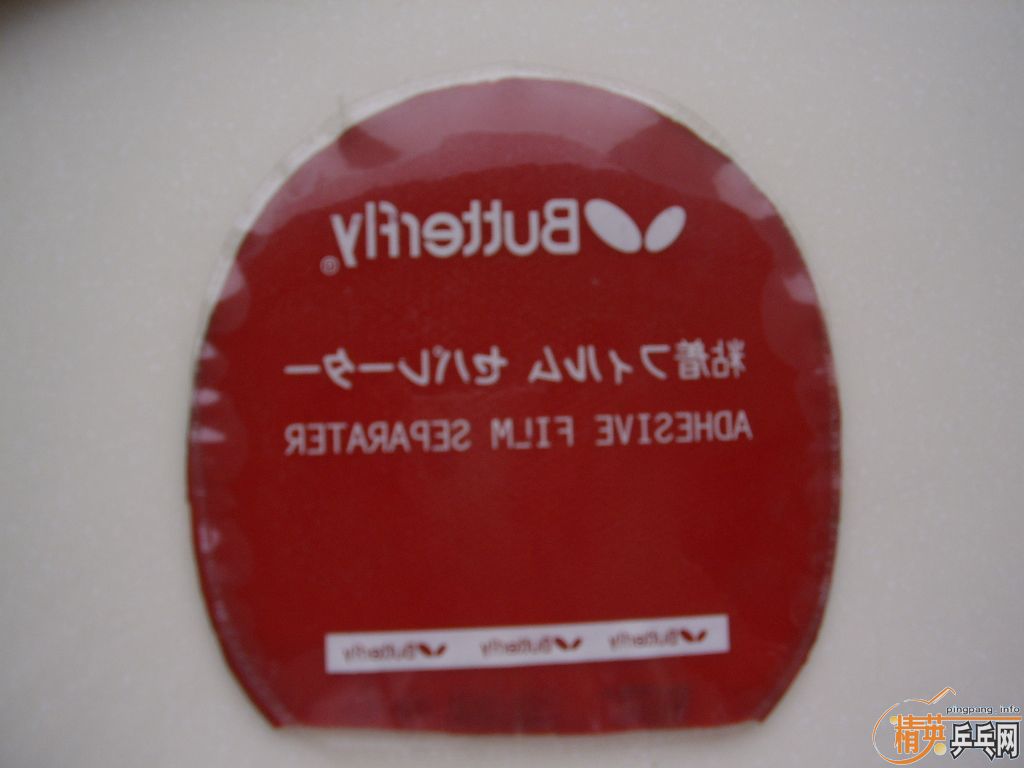 Butterfly®
粘着フィルム セパレーター
ADHESIVE FILM SEPARATER
Butterfly Butterfly Butterfly
pingpang.info
精英乒乓网